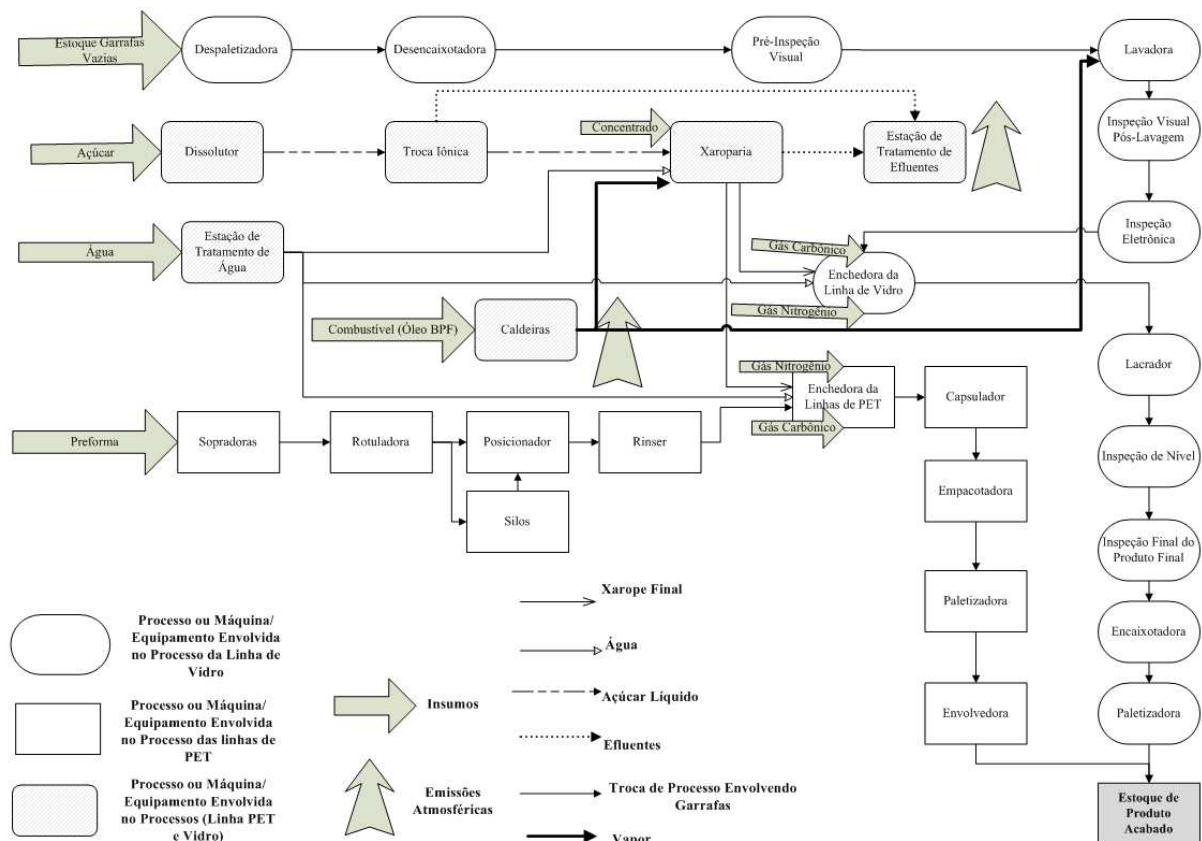 Estoque Garrafas
Vazias
Despaletizadora
Desencaixotadora
Pré-Inspeção
Visual
Lavadora
Açúcar
Dissolutor
Troca Iônica
Concentrado
Xaroparia
Estação de
Tratamento de
Efluentes
Inspeção Visual
Pós-Lavagem
Água
Estação de
Tratamento de
Água
Gás Carbônico
Enchedora da
Linha de Vidro
Gás Nitrogênio
Inspeção
Eletrônica
Combustível (Óleo BPF)
Caldeiras
Lacrador
Gás Nitrogênio
Enchedora da
Linhas de PET
Gás Carbônico
Capsulador
Preforma
Sopradoras
Rotuladora
Posicionador
Rinser
Inspeção de Nível
Silos
Empacotadora
Inspeção Final do
Produto Final
Paletizadora
Encaixotadora
Envolvedora
Paletizadora
Estoque de
Produto
Acabado
Processo ou Máquina/
Equipamento Envolvida
no Processo da Linha de
Vidro
Processo ou Máquina/
Equipamento Envolvida
no Processo das linhas de
PET
Processo ou Máquina/
Equipamento Envolvida
no Processos (Linha PET
e Vidro)
Insumos
Emissões
Atmosféricas
Xarope Final
Água
Açúcar Líquido
Efluentes
Troca de Processo Envolvendo
Garrafas
Vapor